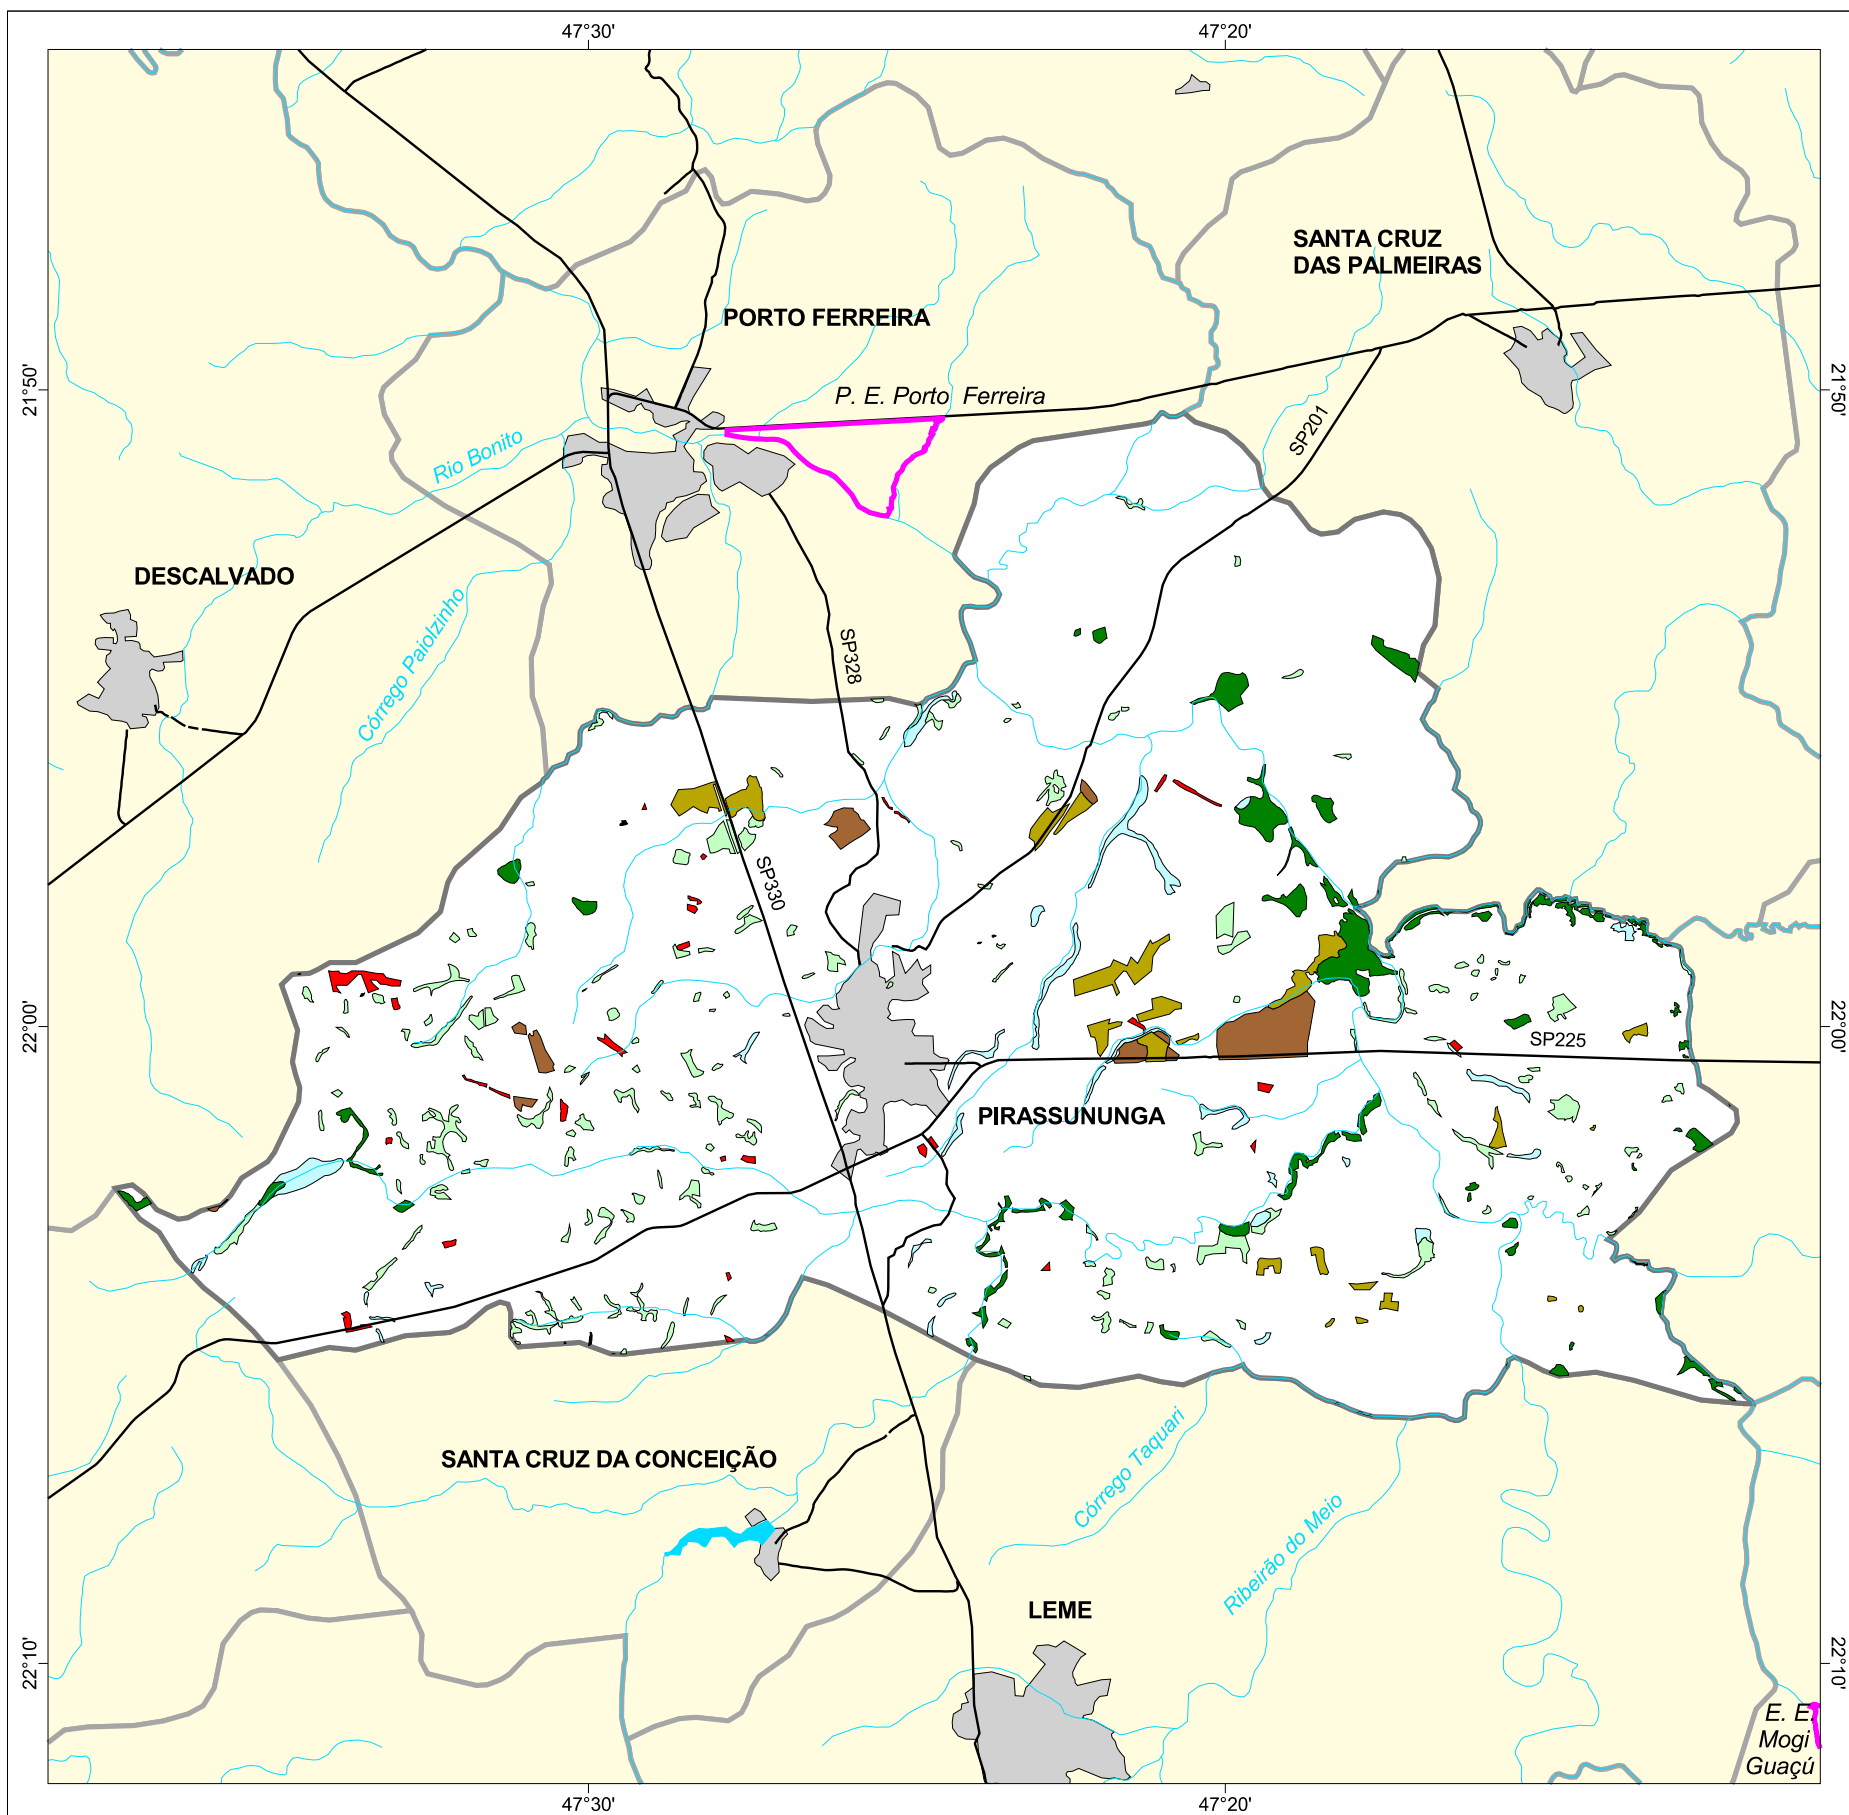 47°30'
47°20'
SANTA CRUZ
DAS PALMEIRAS
PORTO FERREIRA
21°50'
21°50'
P. E. Porto Ferreira
SP201
Rio Bonito
DESCALVADO
Córrego Paiolzinho
SP328
SP330
22°00'
22°00'
SP225
PIRASSUNUNGA
SANTA CRUZ DA CONCEIÇÃO
Córrego Taquari
Ribeirão do Meio
LEME
22°10'
22°10'
E. E.
Mogi
Guaçú
47°30'
47°20'